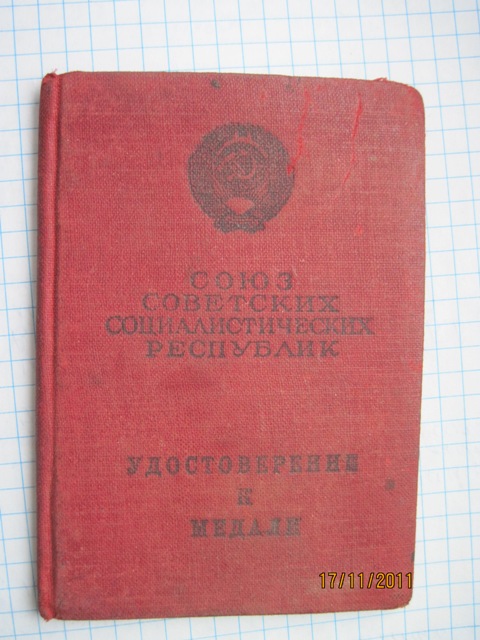 СОЮЗ
СОВЕТСКИХ
СОЦИАЛИСТИЧЕСКИХ
РЕСПУБЛИК
УДОСТОВЕРЕНИЕ
К
МЕДАЛИ
17/11/2011